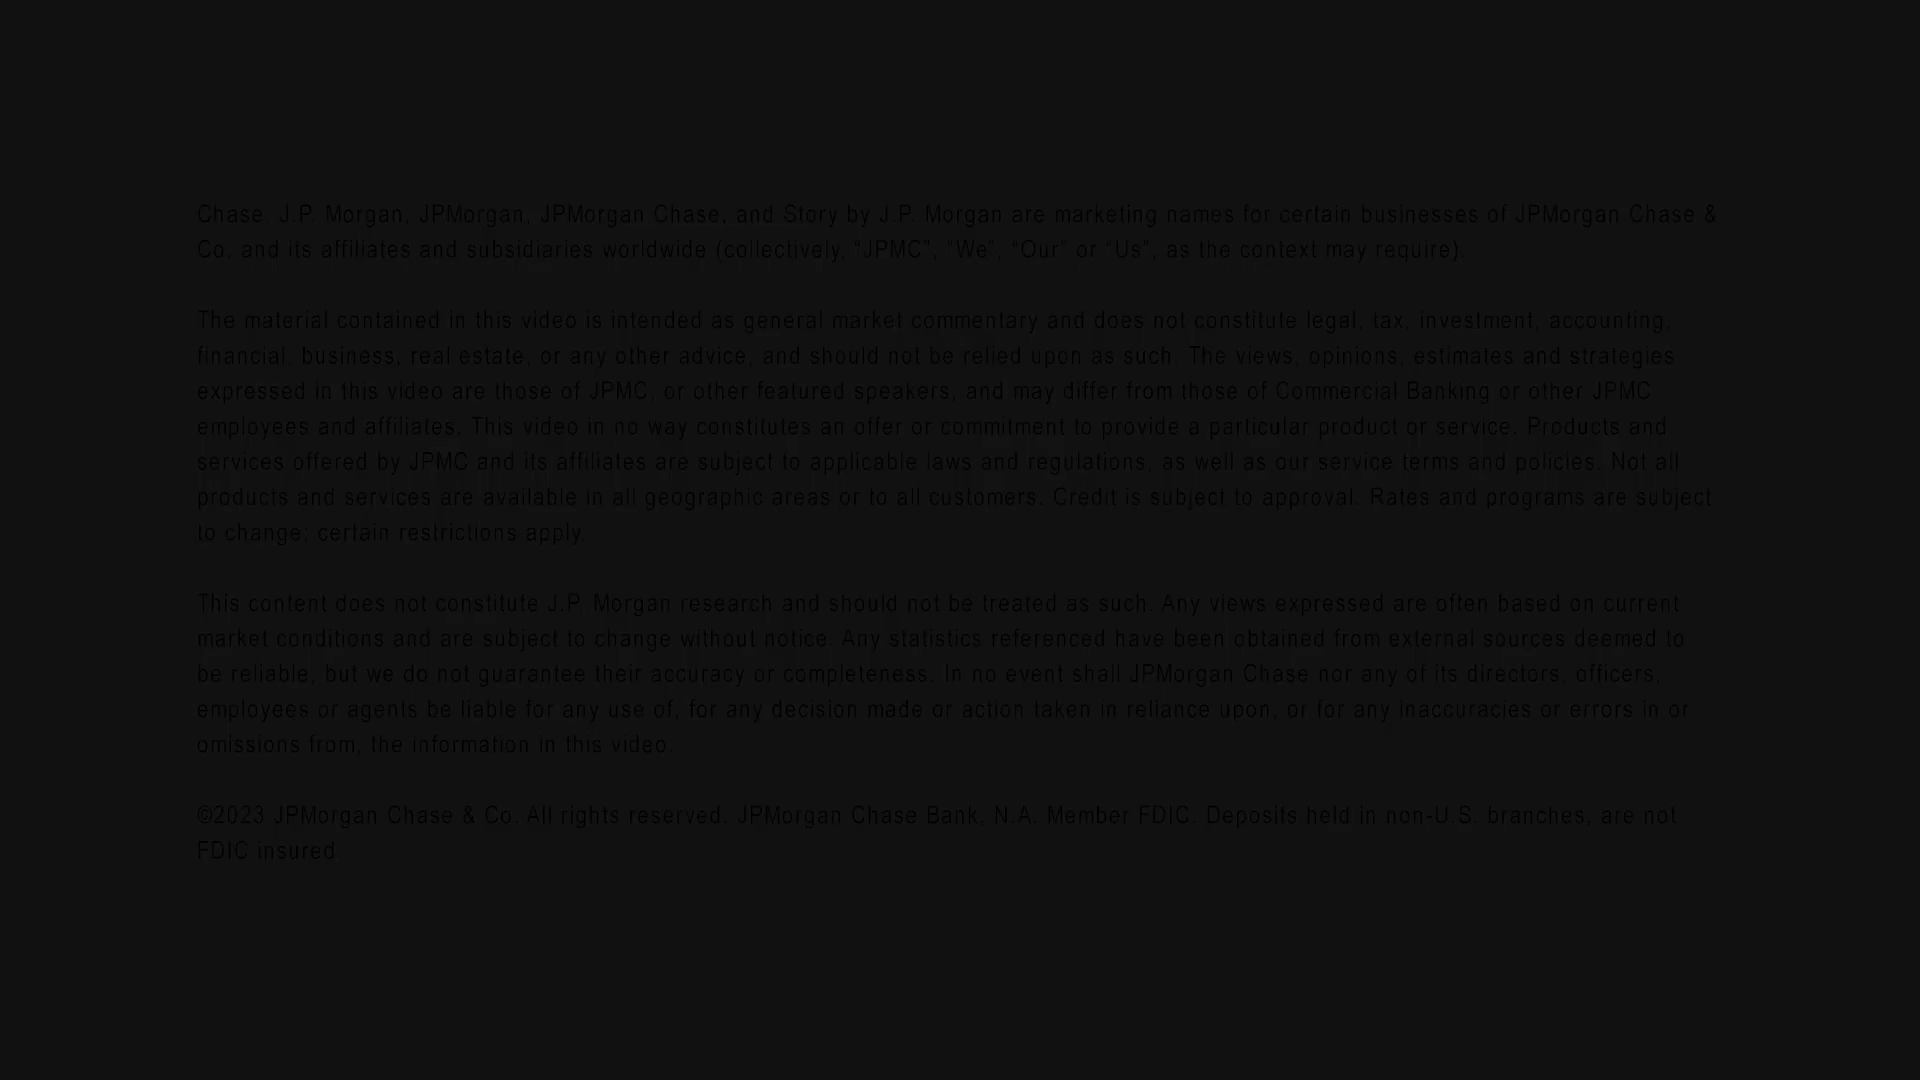 Chase, J.P. Morgan, JPMorgan, JPMorgan Chase, and Story by J.P. Morgan are marketing names for certain businesses of JPMorgan Chase &
Co. and its affiliates and subsidiaries worldwide (collectively, “JPMC”, “We”, “Our” or “Us”, as the context may require).
The material contained in this video is intended as general market commentary and does not constitute legal, tax, investment, accounting,
financial, business, real estate, or any other advice, and should not be relied upon as such. The views, opinions, estimates and strategies
expressed in this video are those of JPMC, or other featured speakers, and may differ from those of Commercial Banking or other JPMC
employees and affiliates. This video in no way constitutes an offer or commitment to provide a particular product or service. Products and
services offered by JPMC and its affiliates are subject to applicable laws and regulations, as well as our service terms and policies. Not all
products and services are available in all geographic areas or to all customers. Credit is subject to approval. Rates and programs are subject
to change; certain restrictions apply.
This content does not constitute J.P. Morgan research and should not be treated as such. Any views expressed are often based on current
market conditions and are subject to change without notice. Any statistics referenced have been obtained from external sources deemed to
be reliable, but we do not guarantee their accuracy or completeness. In no event shall JPMorgan Chase nor any of its directors, officers,
employees or agents be liable for any use of, for any decision made or action taken in reliance upon, or for any inaccuracies or errors in or
omissions from, the information in this video.
©2023 JPMorgan Chase & Co. All rights reserved. JPMorgan Chase Bank, N.A. Member FDIC. Deposits held in non-U.S. branches, are not
FDIC insured.